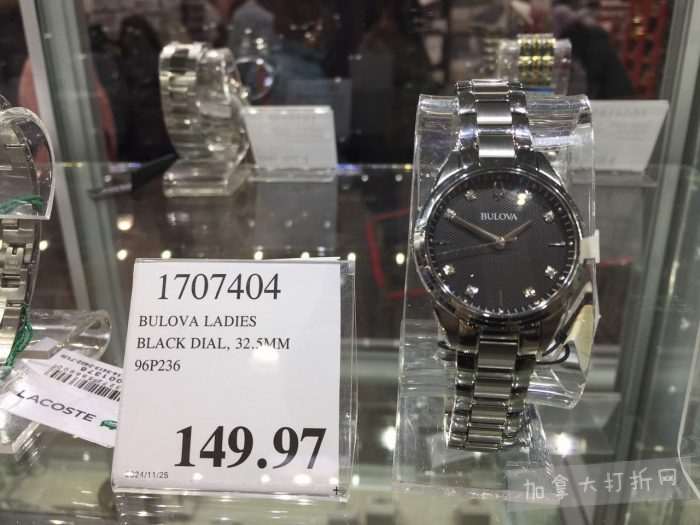 BULOVA
1707404
BULOVA LADIES
BLACK DIAL, 32.5MM
96P236
149.97
2024/11/25
LACOSTE
加拿大打折网